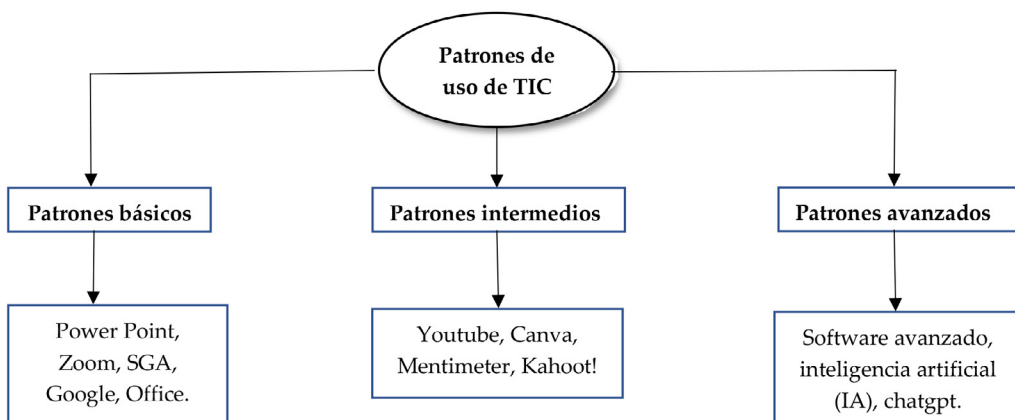 Patrones de
uso de TIC
Patrones básicos
Patrones intermedios
Patrones avanzados
Power Point,
Zoom, SGA,
Google, Office.
Youtube, Canva,
Mentimeter, Kahoot!
Software avanzado,
inteligencia artificial
(IA), chatgpt.